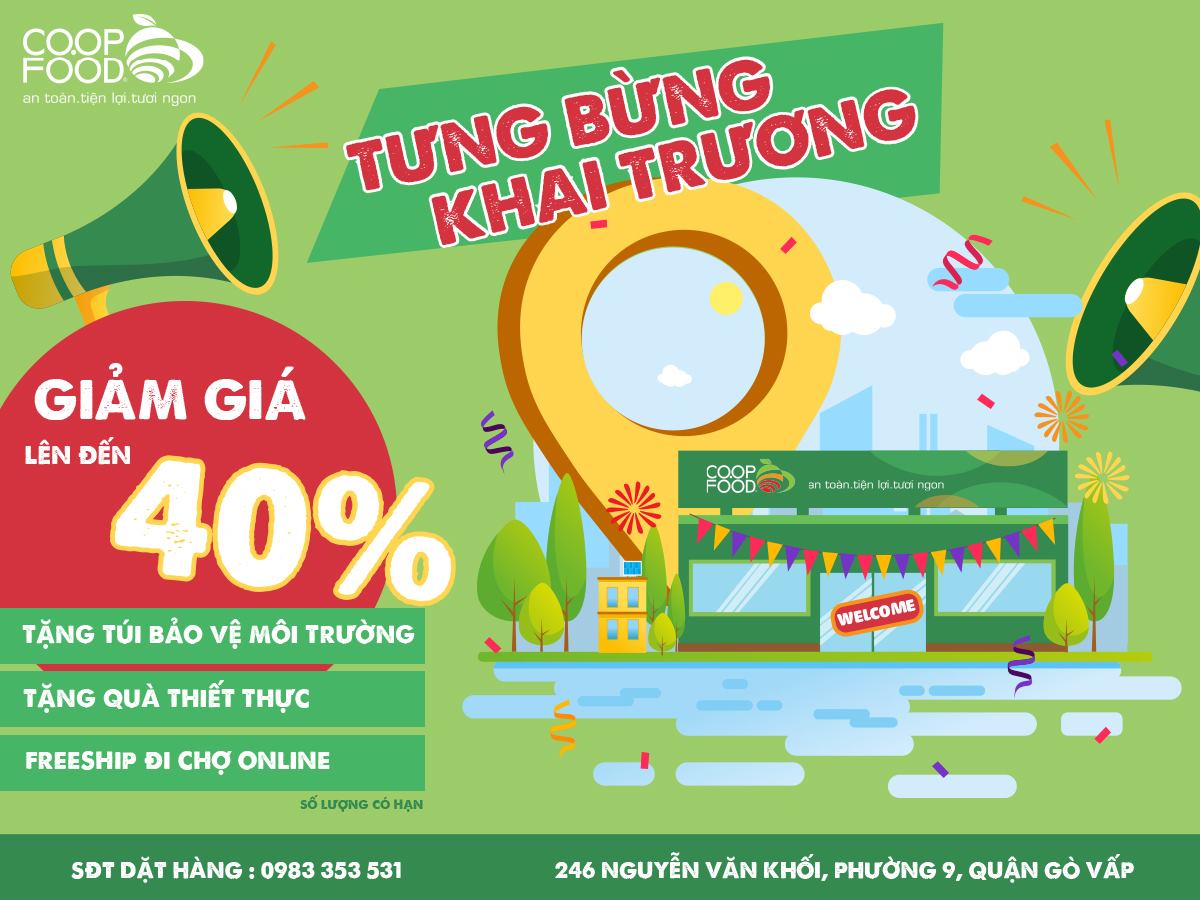 CO.OP
FOOD
an toàn.tiện lợi.tươi ngon
TƯNG BỪNG
KHAI TRƯƠNG
GIẢM GIÁ
LÊN ĐẾN
40%
CO.OP
FOOD
an toàn.tiện lợi.tươi ngon
WELCOME
TẶNG TÚI BẢO VỆ MÔI TRƯỜNG
TẶNG QUÀ THIẾT THỰC
FREESHIP ĐI CHỢ ONLINE
SỐ LƯỢNG CÓ HẠN
SĐT DẶT HÀNG : 0983 353 531
246 NGUYỄN VĂN KHỐI, PHƯỜNG 9, QUẬN GÒ VẤP